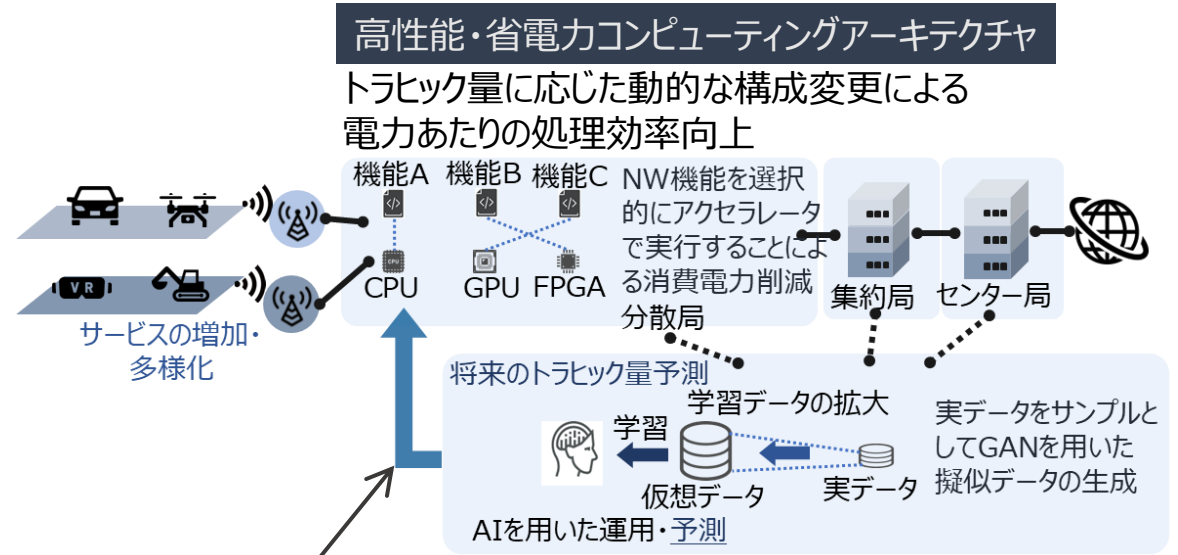 高性能・省電力コンピューティングアーキテクチャ
トラヒック量に応じた動的な構成変更による
電力あたりの処理効率向上
機能A 機能B 機能C
NW機能を選択
的にアクセラレータ
で実行することによ
る消費電力削減
CPU
CPU GPU FPGA
分散局
集約局
センター局
VR
サービスの増加・
多様化
将来のトラヒック量予測
学習データの拡大
学習
仮想データ
実データ
実データをサンプルと
してGANを用いた
擬似データの生成
AIを用いた運用・予測